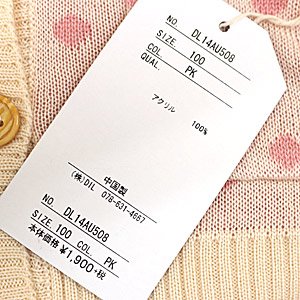 NO. DL14AU508
SIZE 100
COL. PK
QUAL.
アクリル 100%
中国製
(株)DIL 078-631-4667
NO. DL14AU508
SIZE 100 COL PK
本体価格 ¥1,900+税